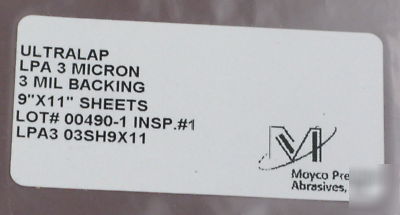 ULTRALAP
LPA 3 MICRON
3 MIL BACKING
9"X11" SHEETS
LOT# 00490-1 INSP.#1
LPA3 03SH9X11
Moyco Pre
Abrasives,